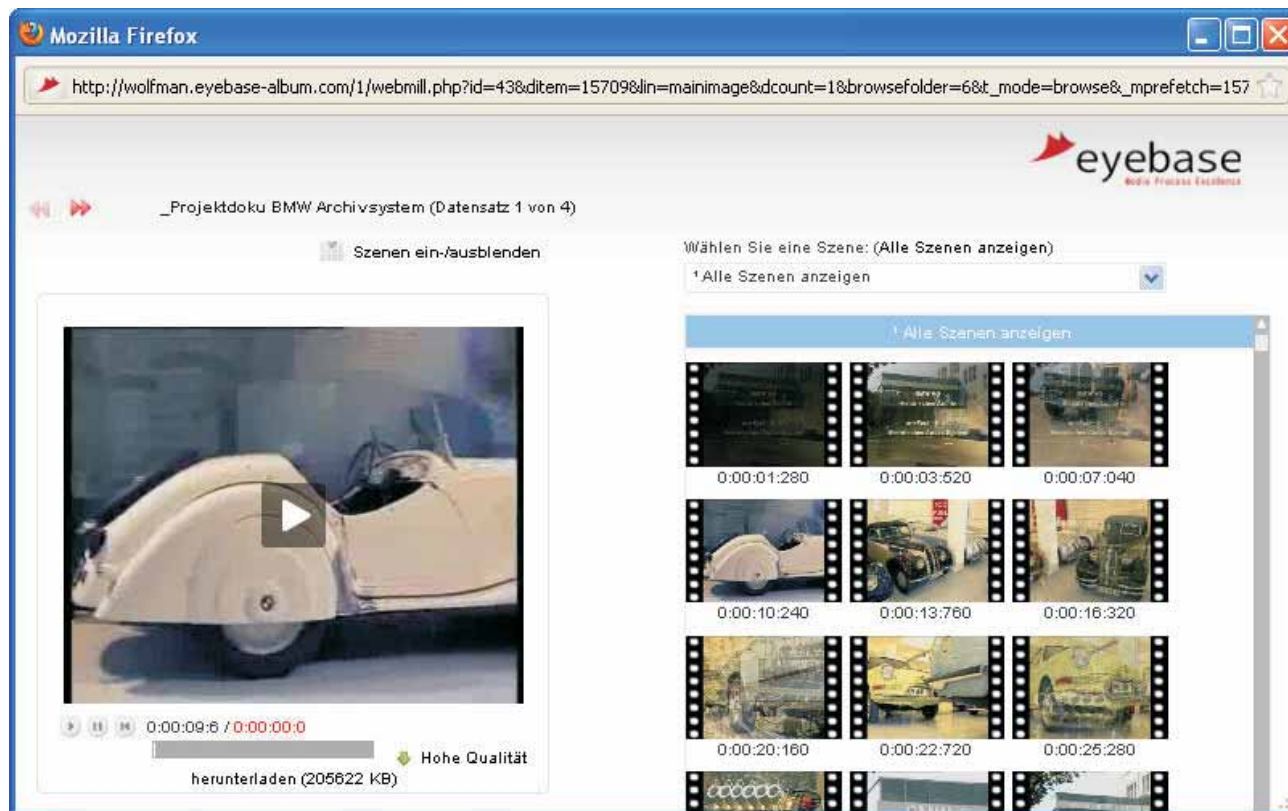 Mozilla Firefox
http://wolfman.eyebase-album.com/1/webmill.php?id=43&ditem=15709&lin=mainimage&dcount=1&browsefolder=6&t_mode=browse&_mprefetch=157
eyebase
Media Process Excellence
_Projektdoku BMW Archivsystem (Datensatz 1 von 4)
Szenen ein-/ausblenden
Wählen Sie eine Szene: (Alle Szenen anzeigen)
¹ Alle Szenen anzeigen
¹ Alle Szenen anzeigen
0:00:01:280 0:00:03:520 0:00:07:040
0:00:10:240 0:00:13:760 0:00:16:320
0:00:20:160 0:00:22:720 0:00:25:280
0:00:09:6 / 0:00:00:0
Hohe Qualität
herunterladen (205622 KB)